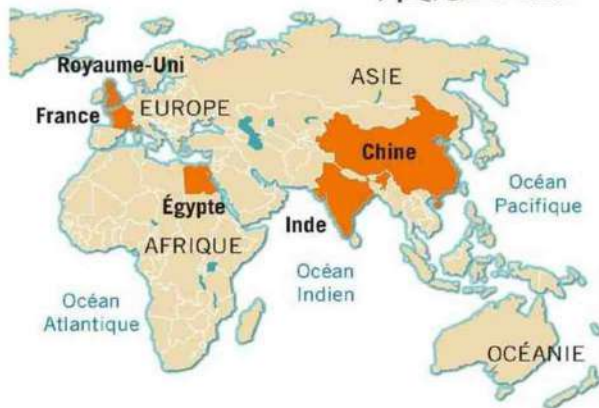 Royaume-Uni
ASIE
France
EUROPE
Chine
Océan
Pacifique
Égypte
Inde
AFRIQUE
Océan
Indien
Océan
Atlantique
OCÉANIE